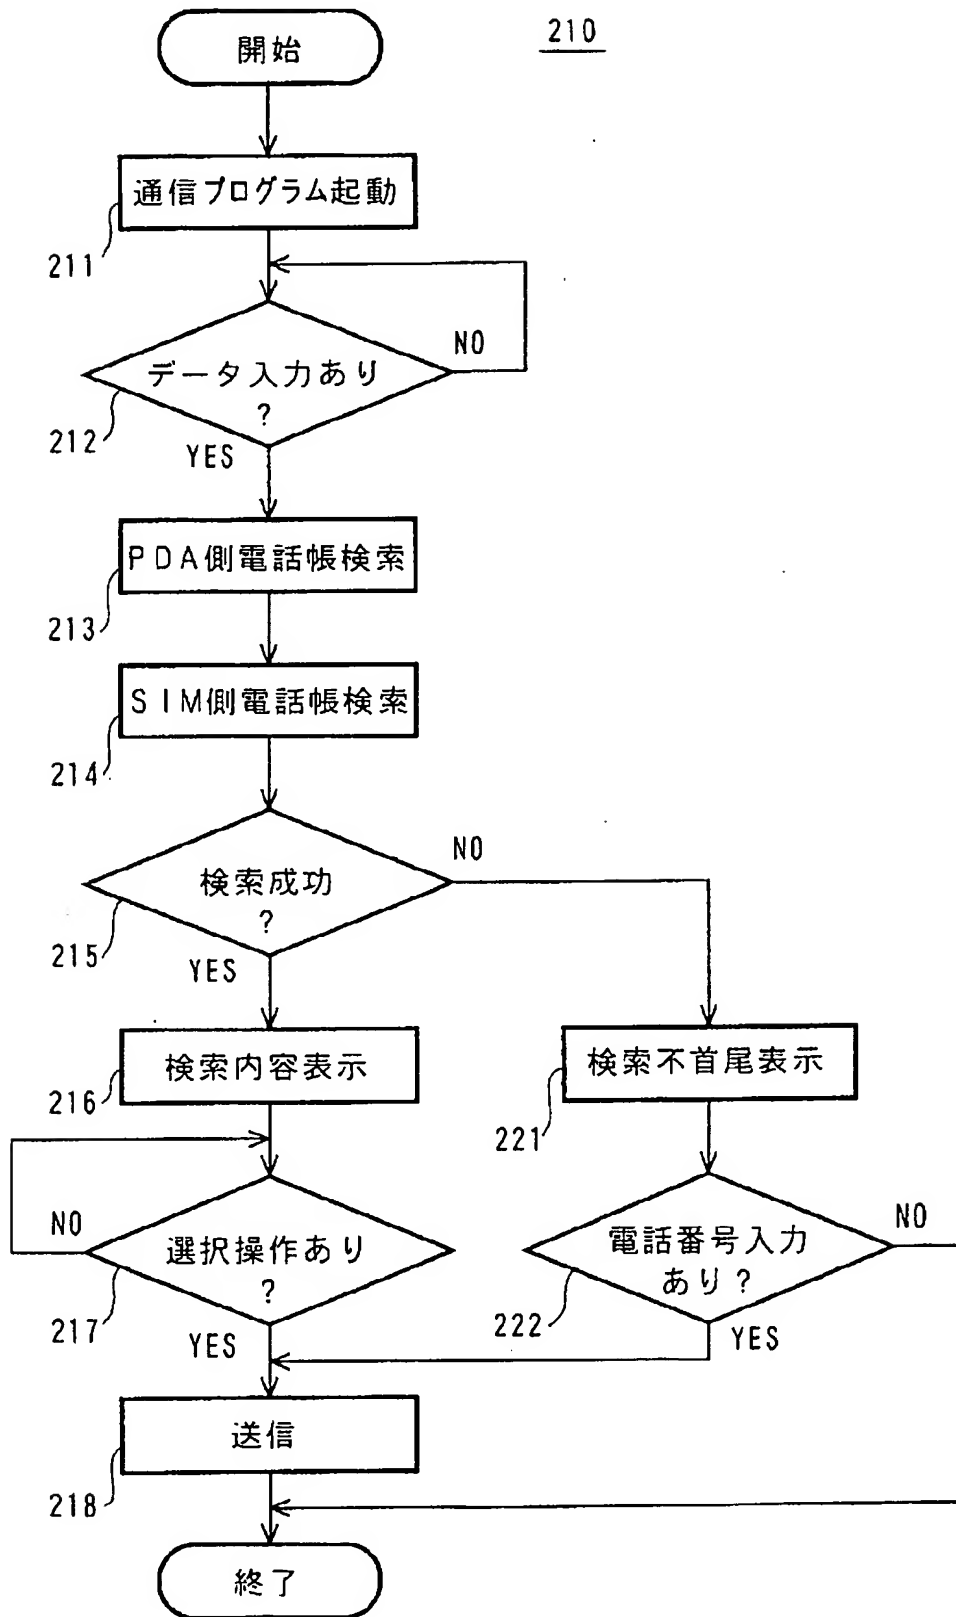 210
開始
通信プログラム起動
211
データ入力あり
?
NO
212
YES
PDA側電話帳検索
213
SIM側電話帳検索
214
検索成功
?
NO
215
YES
検索内容表示
216
検索不首尾表示
221
選択操作あり
?
NO
217
YES
電話番号入力
あり?
NO
222
YES
送信
218
終了